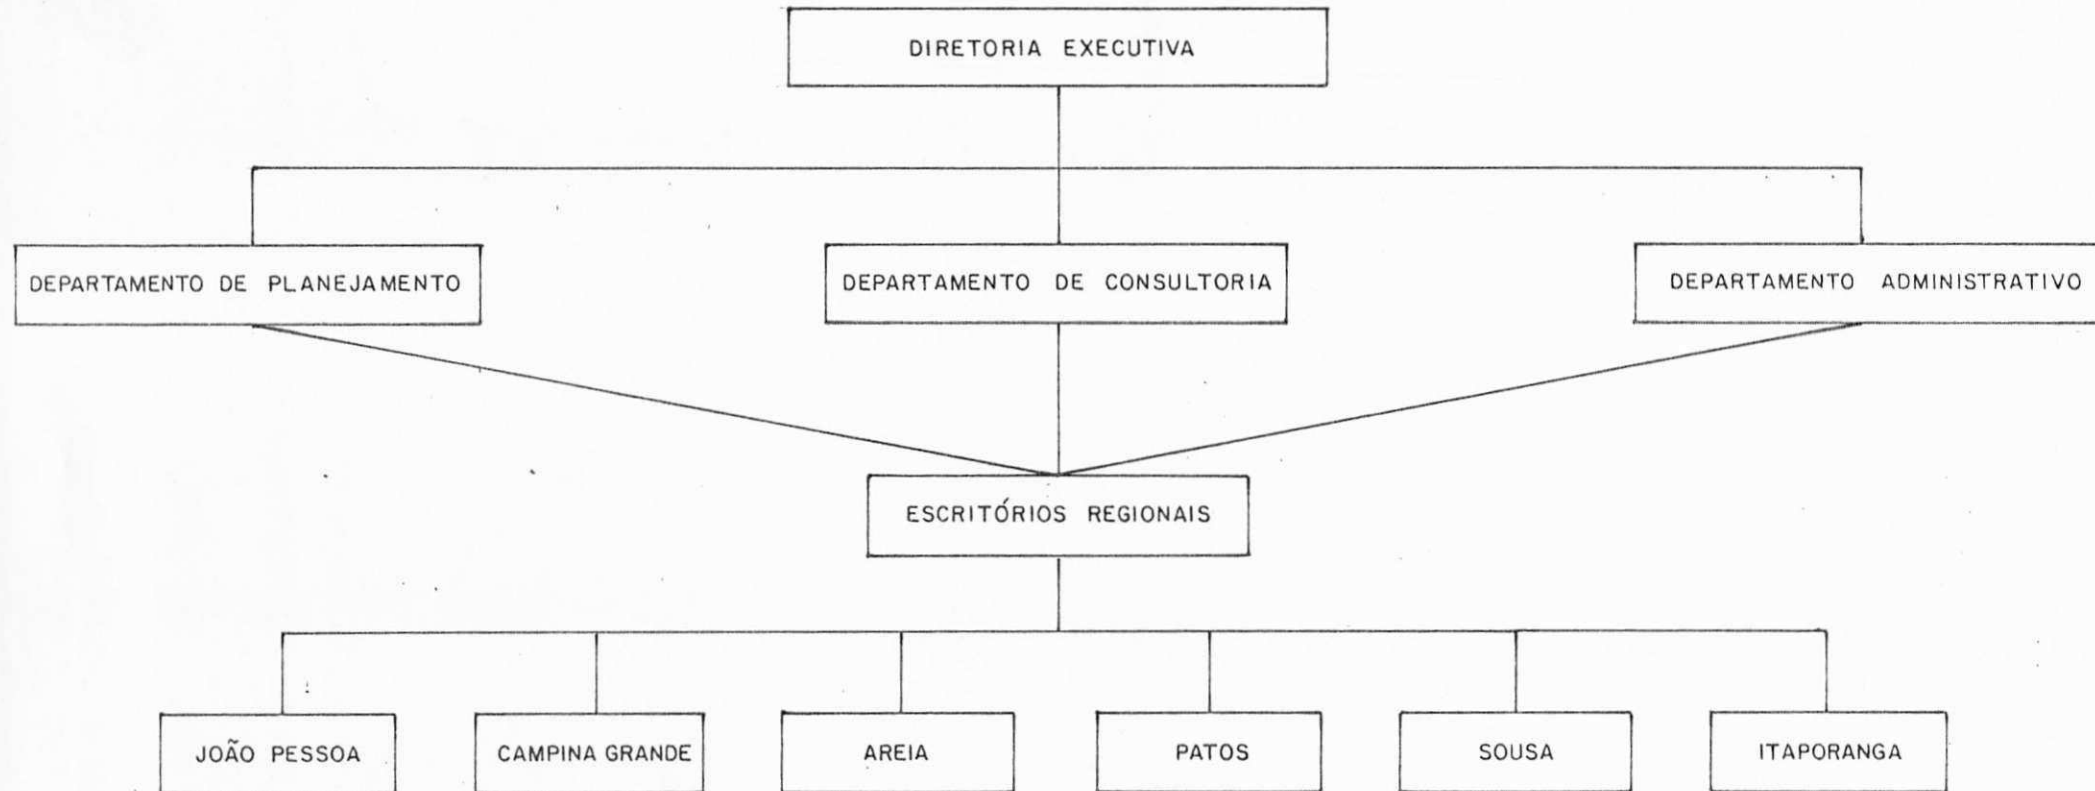 DIRETORIA EXECUTIVA
DEPARTAMENTO DE PLANEJAMENTO
DEPARTAMENTO DE CONSULTORIA
DEPARTAMENTO ADMINISTRATIVO
ESCRITÓRIOS REGIONAIS
JOÃO PESSOA
CAMPINA GRANDE
AREIA
PATOS
SOUSA
ITAPORANGA